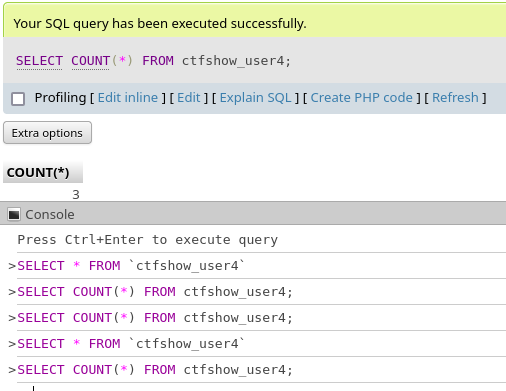 Your SQL query has been executed successfully.
SELECT COUNT(*) FROM ctfshow_user4;
Profiling [ Edit inline ] [ Edit ] [ Explain SQL ] [ Create PHP code ] [ Refresh ]
Extra options
COUNT(*)
3
Console
Press Ctrl+Enter to execute query
>SELECT * FROM `ctfshow_user4`
>SELECT COUNT(*) FROM ctfshow_user4;
>SELECT COUNT(*) FROM ctfshow_user4;
>SELECT * FROM `ctfshow_user4`
>SELECT COUNT(*) FROM ctfshow_user4;